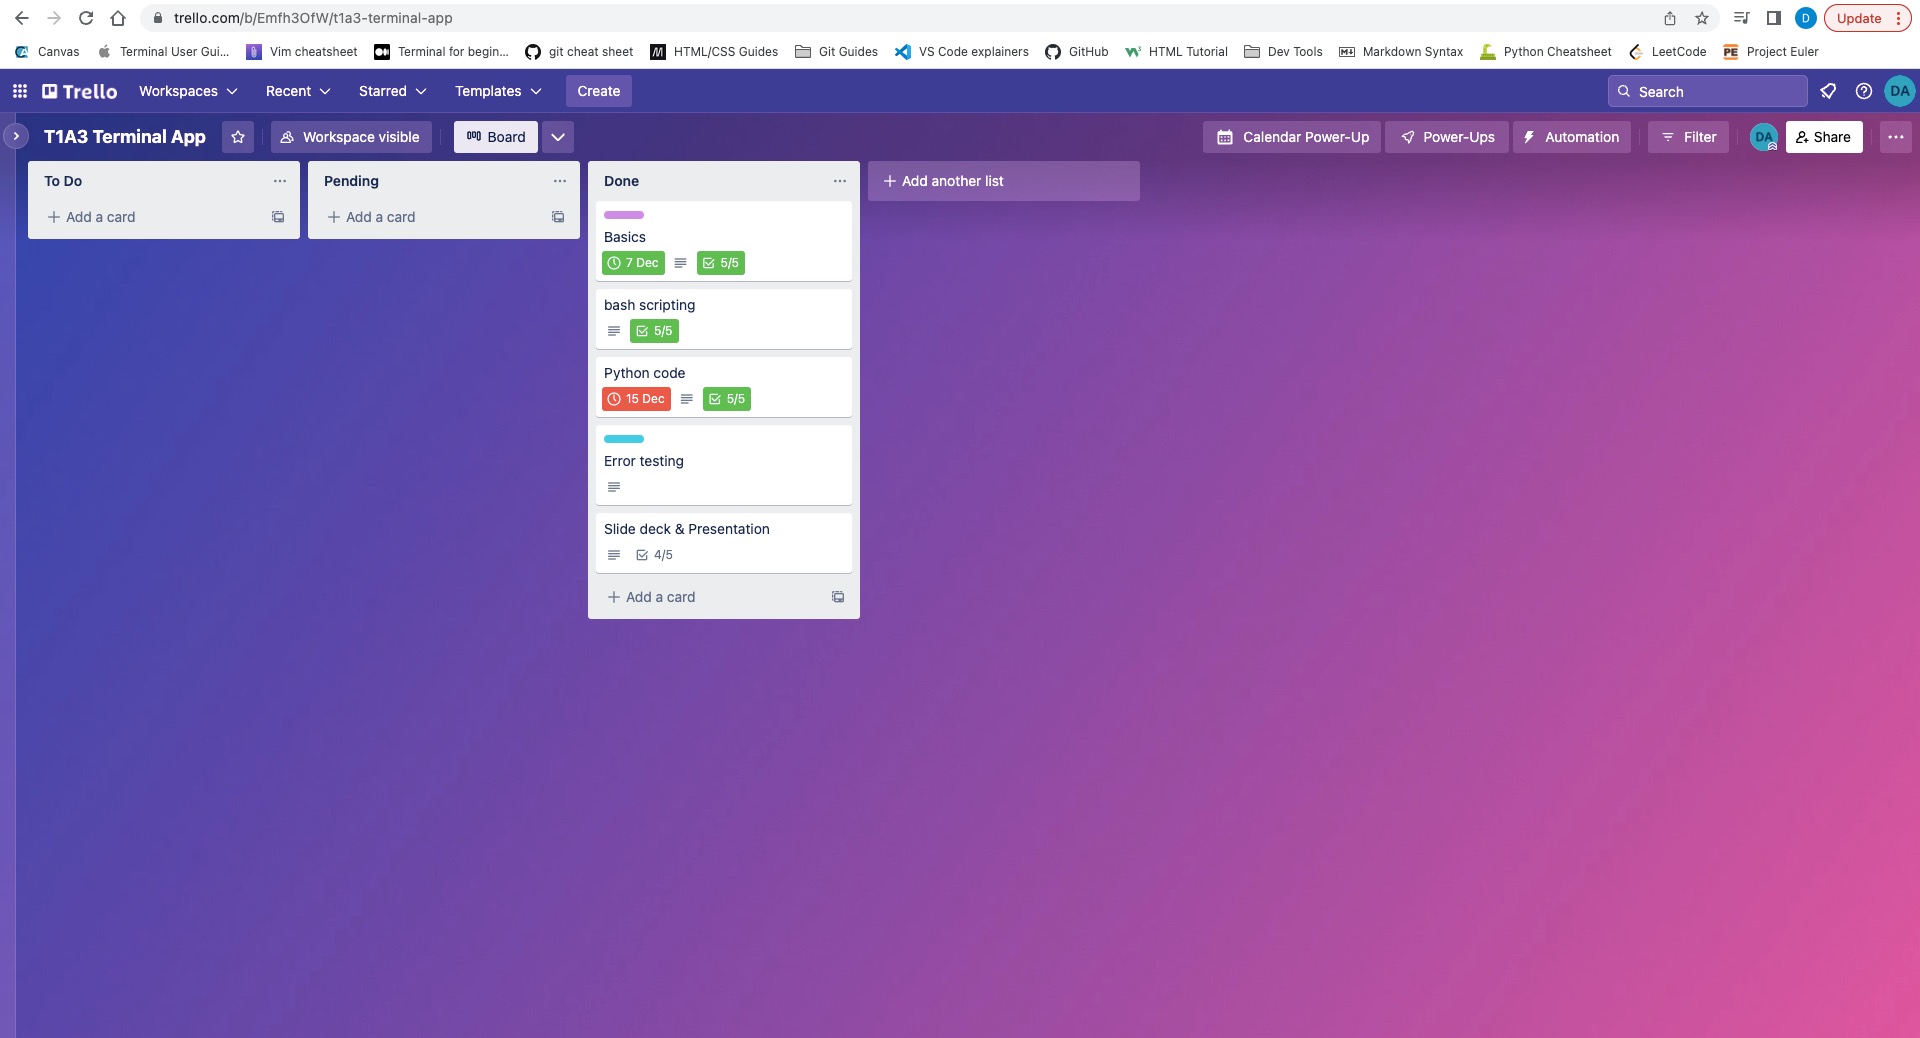 trello.com/b/Emfh3OfW/t1a3-terminal-app
D
Update
Canvas
Terminal User Gui...
Vim cheatsheet
Terminal for begin...
git cheat sheet
HTML/CSS Guides
Git Guides
VS Code explainers
GitHub
HTML Tutorial
Dev Tools
Markdown Syntax
Python Cheatsheet
LeetCode
PE
Project Euler
Trello
Workspaces
Recent
Starred
Templates
Create
Search
DA
T1A3 Terminal App
Workspace visible
Board
Calendar Power-Up
Power-Ups
Automation
Filter
DA
Share
To Do
Add a card
Pending
Add a card
Done
Basics
7 Dec
5/5
bash scripting
5/5
Python code
15 Dec
5/5
Error testing
Slide deck & Presentation
4/5
Add a card
Add another list